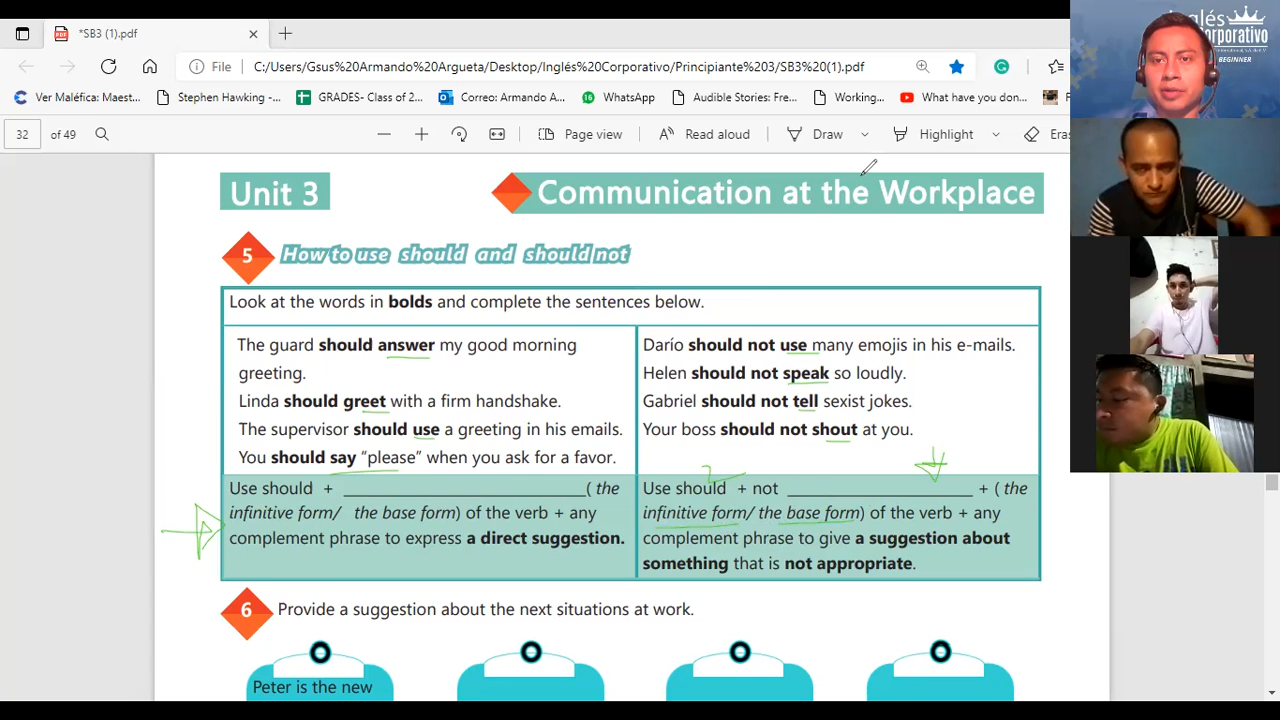 *SB3 (1).pdf
File C:/Users/Gsus%20Armando%20Argueta/Desktop/Ingles%20Corporativo/Principiante%203/SB3%20(1).pdf
Ver Maléfica: Maest... Stephen Hawking -... GRADES- Class of 2... Correo: Armando A... WhatsApp Audible Stories: Fre... Working... What have you don...
32 of 49 Page view Read aloud Draw Highlight Eras
inglés
corporativo
BEGINNER
Unit 3 Communication at the Workplace
5 How to use should and should not
Look at the words in bolds and complete the sentences below.
The guard should answer my good morning
greeting.
Linda should greet with a firm handshake.
The supervisor should use a greeting in his emails.
You should say “please” when you ask for a favor.
Darío should not use many emojis in his e-mails.
Helen should not speak so loudly.
Gabriel should not tell sexist jokes.
Your boss should not shout at you.
Use should + __________________________( the
infinitive form/ the base form) of the verb + any
complement phrase to express a direct suggestion.
Use should + not ____________________ + ( the
infinitive form/ the base form) of the verb + any
complement phrase to give a suggestion about
something that is not appropriate.
6 Provide a suggestion about the next situations at work.
Peter is the new